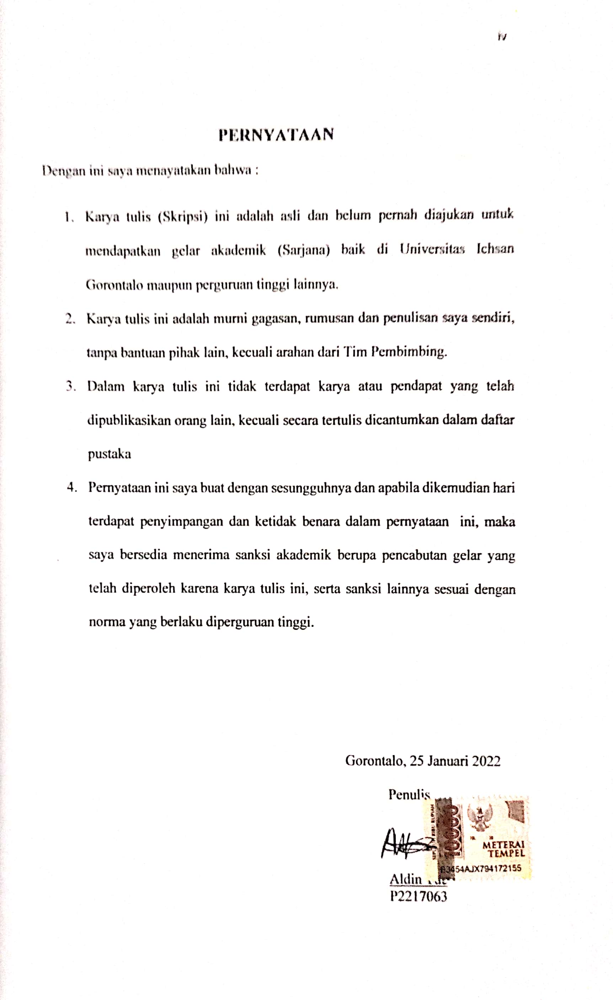 iv
PERNYATAAN
Dengan ini saya menayatakan bahwa :
1. Karya tulis (Skripsi) ini adalah asli dan belum pernah diajukan untuk
mendapatkan gelar akademik (Sarjana) baik di Universitas Ichsan
Gorontalo maupun perguruan tinggi lainnya.
2. Karya tulis ini adalah murni gagasan, rumusan dan penulisan saya sendiri,
tanpa bantuan pihak lain, kecuali arahan dari Tim Pembimbing.
3. Dalam karya tulis ini tidak terdapat karya atau pendapat yang telah
dipublikasikan orang lain, kecuali secara tertulis dicantumkan dalam daftar
pustaka
4. Pernyataan ini saya buat dengan sesungguhnya dan apabila dikemudian hari
terdapat penyimpangan dan ketidak benara dalam pernyataan ini, maka
saya bersedia menerima sanksi akademik berupa pencabutan gelar yang
telah diperoleh karena karya tulis ini, serta sanksi lainnya sesuai dengan
norma yang berlaku diperguruan tinggi.
Gorontalo, 25 Januari 2022
Penulis
RIBU RUPIAH
10000
METERAI
TEMPEL
Aldin
P2217063